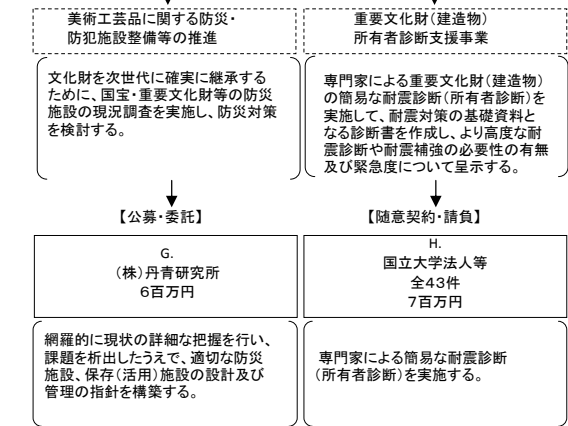 美術工芸品に関する防災・
防犯施設整備等の推進
文化財を次世代に確実に継承する
ために、国宝・重要文化財等の防災
施設の現況調査を実施し、防災対策
を検討する。
【公募・委託】
G.
（株）丹青研究所
６百万円
網羅的に現状の詳細な把握を行い、
課題を析出したうえで、適切な防災
施設、保存（活用）施設の設計及び
管理の指針を構築する。
重要文化財（建造物）
所有者診断支援事業
専門家による重要文化財（建造物）
の簡易な耐震診断（所有者診断）を
実施して、耐震対策の基礎資料と
なる診断書を作成し、より高度な耐
震診断や耐震補強の必要性の有無
及び緊急度について呈示する。
【随意契約・請負】
H.
国立大学法人等
全４３件
７百万円
専門家による簡易な耐震診断
（所有者診断）を実施する。